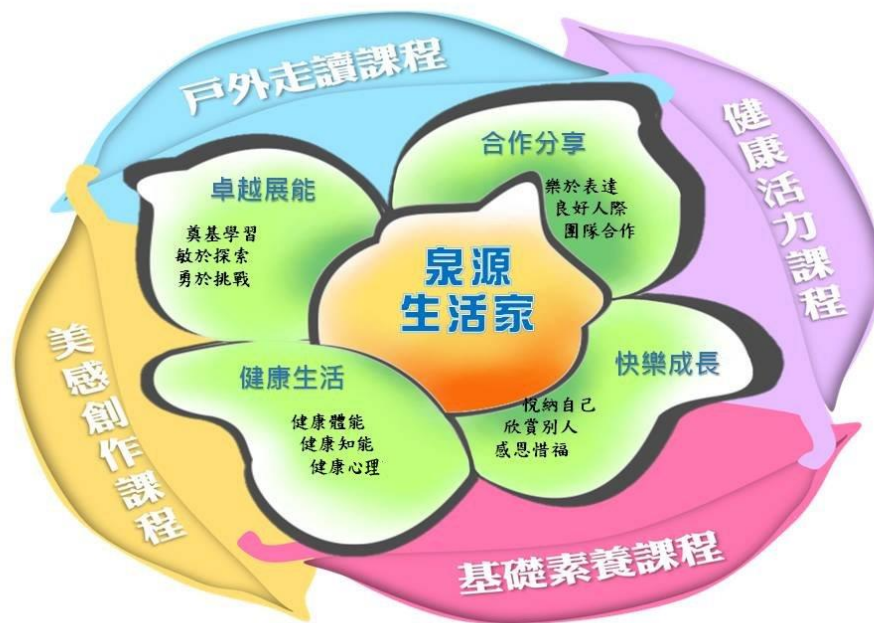 戶外走讀課程
健康活力課程
合作分享
樂於表達
良好人際
團隊合作
卓越展能
奠基學習
敏於探索
勇於挑戰
泉源
生活家
健康生活
健康體能
健康知能
健康心理
快樂成長
悅納自己
欣賞別人
感恩惜福
美感創作課程
基礎素養課程